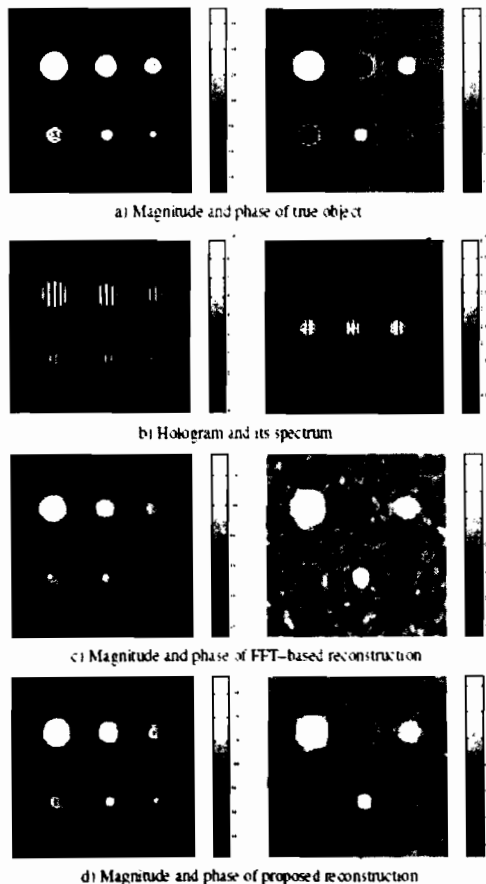 a) Magnitude and phase of true object
b) Hologram and its spectrum
c) Magnitude and phase of FFT-based reconstruction
d) Magnitude and phase of proposed reconstruction